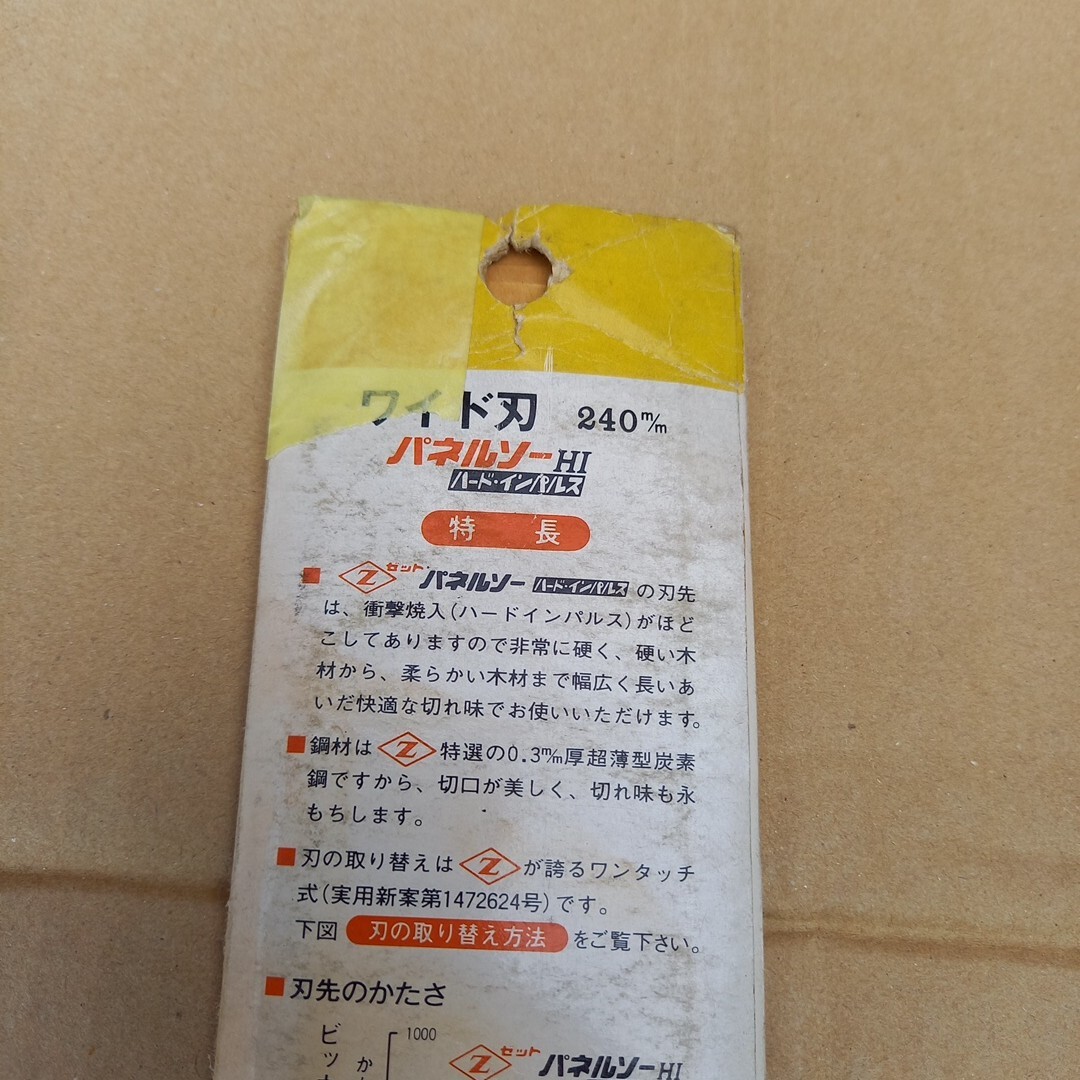 ワイド刃 240m/m
パネルソーHI
ハード・インパルス
特長
■ Zセット パネルソー ハード・インパルス の刃先
は、衝撃焼入(ハードインパルス)がほど
こしてありますので非常に硬く、硬い木
材から、柔らかい木材まで幅広く長いあ
いだ快適な切れ味でお使いいただけます。
■鋼材はZ特選の0.3m/m厚超薄型炭素
鋼ですから、切口が美しく、切れ味も永
もちします。
■刃の取り替えはZが誇るワンタッチ
式(実用新案第1472624号)です。
下図 刃の取り替え方法 をご覧下さい。
■刃先のかたさ
1000
Zセット パネルソーHI